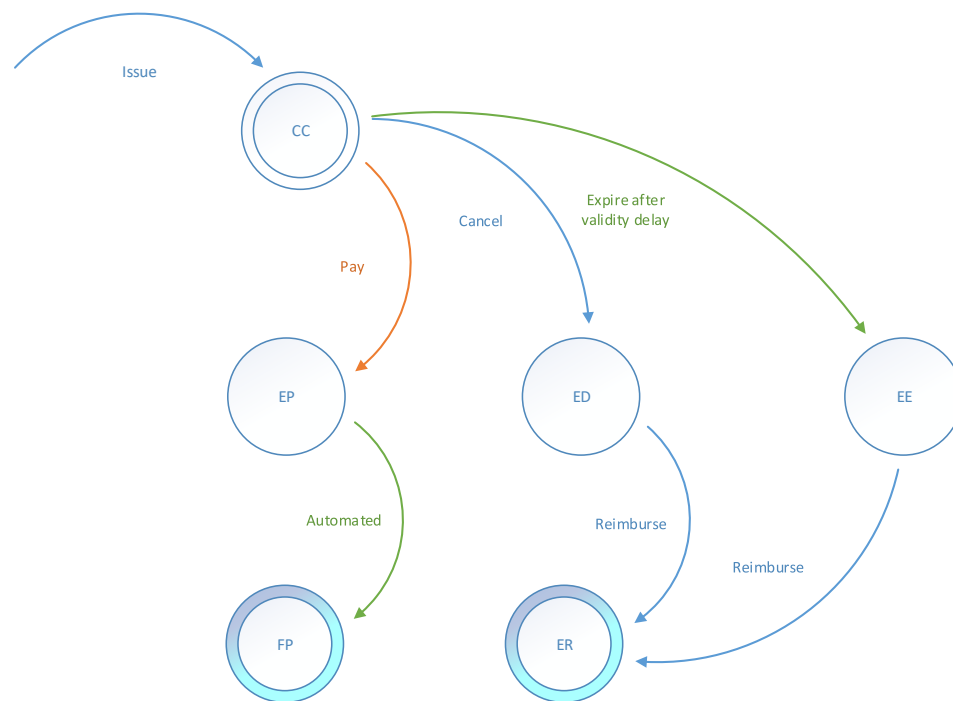 Issue
CC
Expire after
validity delay
Cancel
Pay
EP
ED
EE
Automated
Reimburse
Reimburse
FP
ER